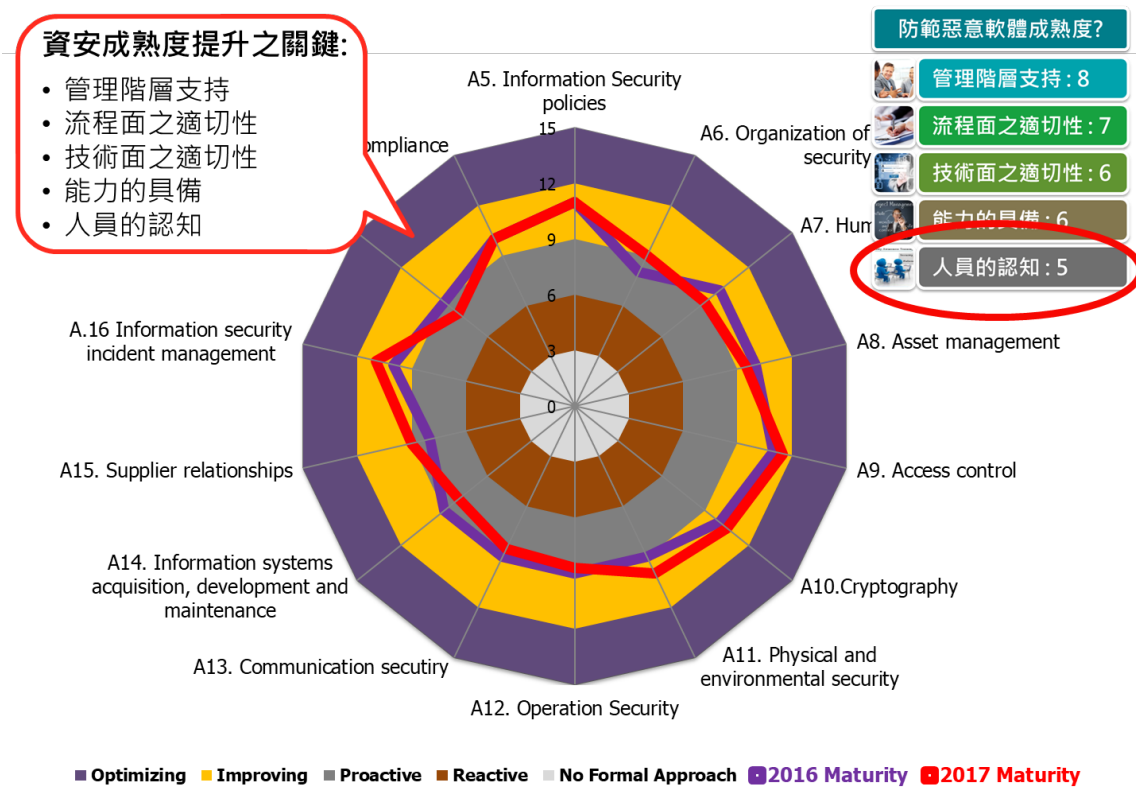 資安成熟度提升之關鍵:
• 管理階層支持
• 流程面之適切性
• 技術面之適切性
• 能力的具備
• 人員的認知
防範惡意軟體成熟度?
管理階層支持:8
流程面之適切性:7
技術面之適切性:6
能力的具備:6
人員的認知:5
A5. Information Security
policies
A6. Organization of
security
A7. Hum
A8. Asset management
A9. Access control
A10.Cryptography
A11. Physical and
environmental security
A12. Operation Security
A13. Communication secutiry
A14. Information systems
acquisition, development and
maintenance
A15. Supplier relationships
A.16 Information security
incident management
ompliance
15
12
9
6
3
0
Optimizing Improving Proactive Reactive No Formal Approach 2016 Maturity 2017 Maturity